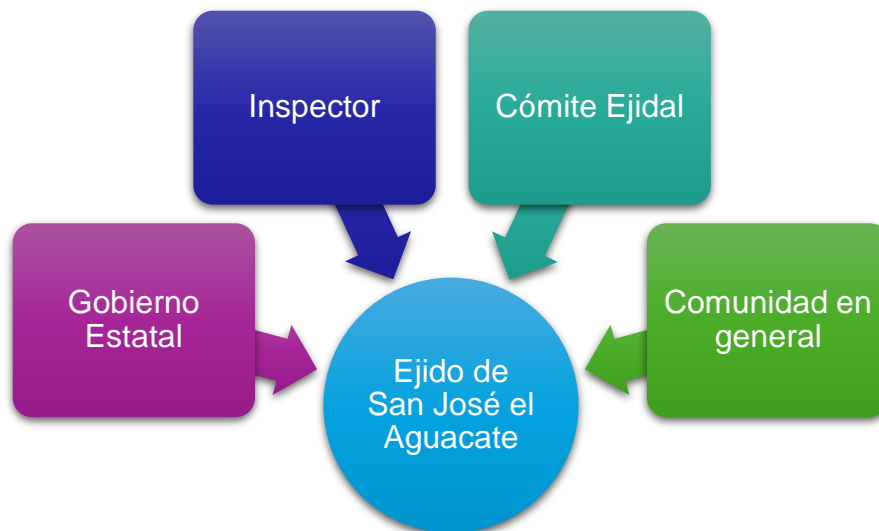 Inspector
Cómite Ejidal
Gobierno
Estatal
Comunidad en
general
Ejido de
San José el
Aguacate